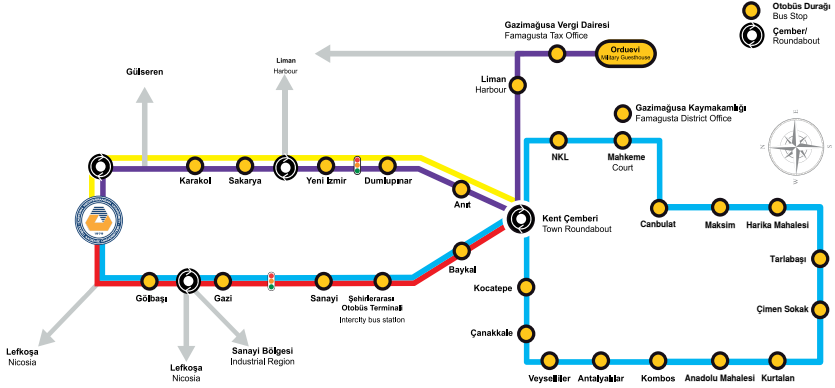 Otobüs Durağı
Bus Stop
Çember/
Roundabout
Gazimağusa Vergi Dairesi
Famagusta Tax Office
Orduevi
Military Guesthouse
Liman
Harbour
Gülseren
Liman
Harbour
Gazimağusa Kaymakamlığı
Famagusta District Office
NKL
Mahkeme
Court
E
N
S
W
Karakol
Sakarya
Yeni İzmir
Dumlupınar
Anıt
Kent Çemberi
Town Roundabout
Canbulat
Maksim
Harika Mahalesi
Tarlabaşı
Baykal
Kocatepe
Gölbaşı
Gazi
Sanayi
Şehirlerarası
Otobüs Terminali
Intercity bus station
Çimen Sokak
Çanakkale
Lefkoşa
Nicosia
Lefkoşa
Nicosia
Sanayi Bölgesi
Industrial Region
Veyseliler
Antalyalılar
Kombos
Anadolu Mahalesi
Kurtalan